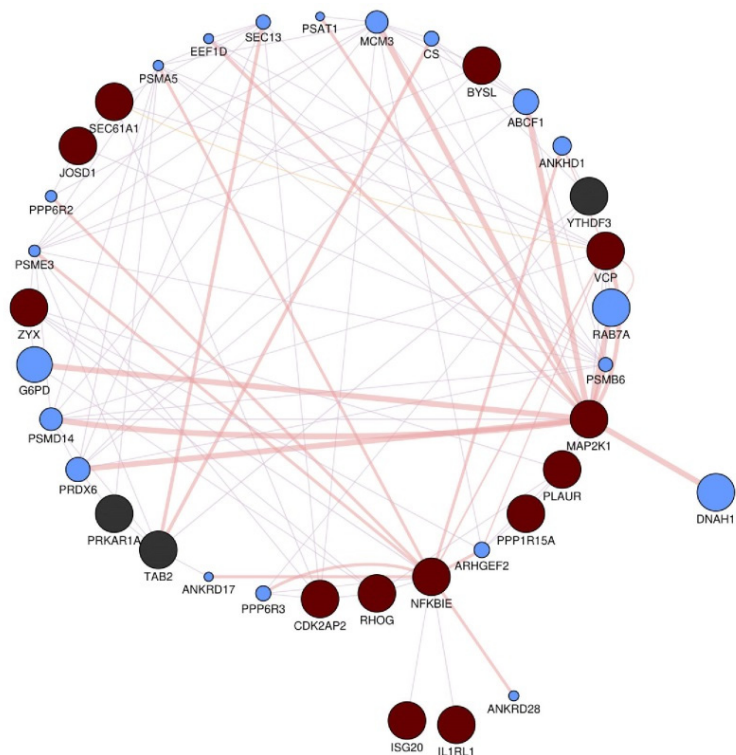 PSAT1
SEC13
MCM3
EEF1D
CS
PSMA5
BYSL
SEC61A1
ABCF1
JOSD1
ANKHD1
PPP6R2
YTHDF3
PSME3
VCP
ZYX
RAB7A
G6PD
PSMB6
PSMD14
MAP2K1
PRDX6
PLAUR
DNAH1
PRKAR1A
PPP1R15A
TAB2
ARHGEF2
ANKRD17
NFKBIE
PPP6R3
CDK2AP2
RHOG
ANKRD28
ISG20
IL1RL1